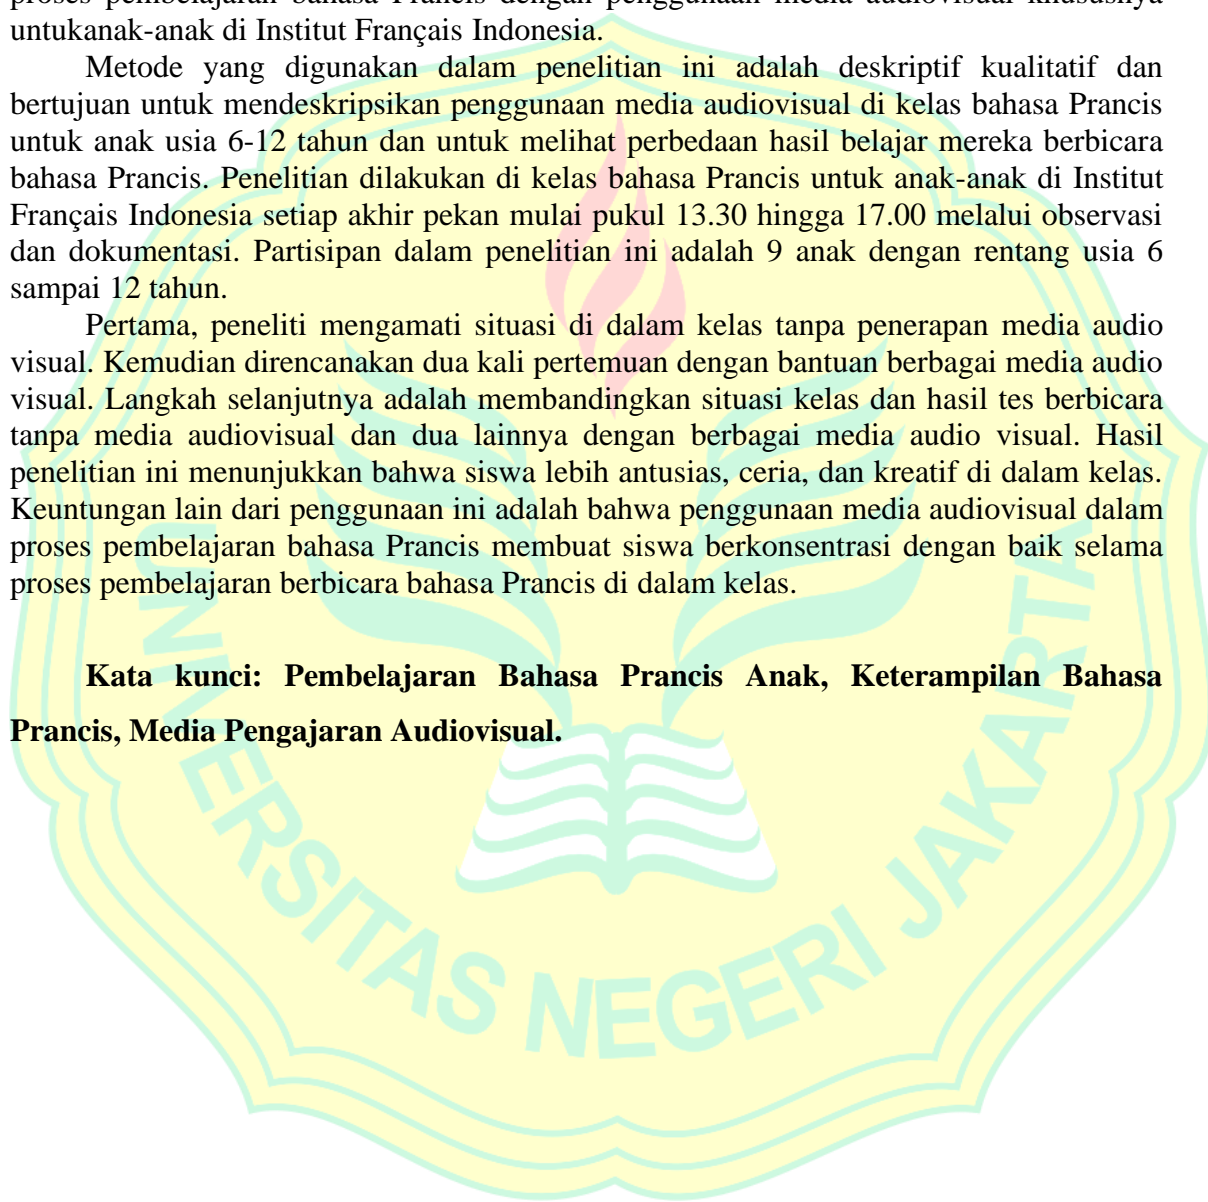 proses pembelajaran bahasa Prancis dengan penggunaan media audiovisual khususnya
untukanak-anak di Institut Français Indonesia.
Metode yang digunakan dalam penelitian ini adalah deskriptif kualitatif dan
bertujuan untuk mendeskripsikan penggunaan media audiovisual di kelas bahasa Prancis
untuk anak usia 6-12 tahun dan untuk melihat perbedaan hasil belajar mereka berbicara
bahasa Prancis. Penelitian dilakukan di kelas bahasa Prancis untuk anak-anak di Institut
Français Indonesia setiap akhir pekan mulai pukul 13.30 hingga 17.00 melalui observasi
dan dokumentasi. Partisipan dalam penelitian ini adalah 9 anak dengan rentang usia 6
sampai 12 tahun.
Pertama, peneliti mengamati situasi di dalam kelas tanpa penerapan media audio
visual. Kemudian direncanakan dua kali pertemuan dengan bantuan berbagai media audio
visual. Langkah selanjutnya adalah membandingkan situasi kelas dan hasil tes berbicara
tanpa media audiovisual dan dua lainnya dengan berbagai media audio visual. Hasil
penelitian ini menunjukkan bahwa siswa lebih antusias, ceria, dan kreatif di dalam kelas.
Keuntungan lain dari penggunaan ini adalah bahwa penggunaan media audiovisual dalam
proses pembelajaran bahasa Prancis membuat siswa berkonsentrasi dengan baik selama
proses pembelajaran berbicara bahasa Prancis di dalam kelas.
Kata kunci: Pembelajaran Bahasa Prancis Anak, Keterampilan Bahasa
Prancis, Media Pengajaran Audiovisual.
UNIVERSITAS NEGERI JAKARTA